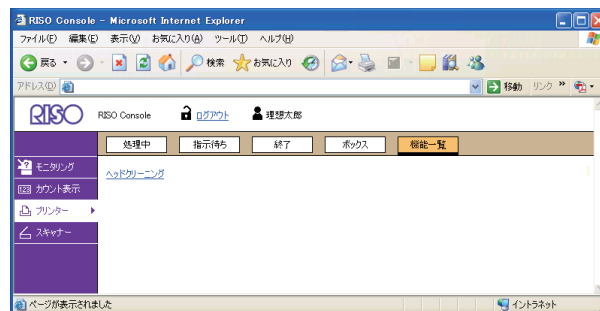 RISO Console - Microsoft Internet Explorer
ファイル(F) 編集(E) 表示(V) お気に入り(A) ツール(T) ヘルプ(H)
戻る 検索 お気に入り
アドレス(D) 移動 リンク »
RISO RISO Console ログアウト 理想太郎
処理中 指示待ち 終了 ボックス 機能一覧
モニタリング
ヘッドクリーニング
123 カウント表示
プリンター
スキャナー
ページが表示されました イントラネット